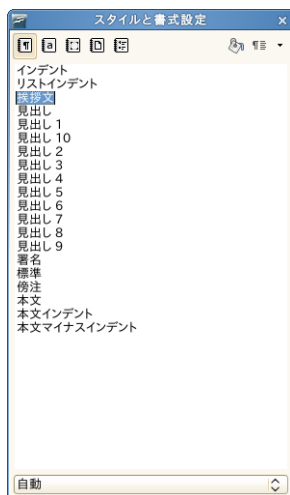 スタイルと書式設定
インデント
リストインデント
挨拶文
見出し
見出し 1
見出し 10
見出し 2
見出し 3
見出し 4
見出し 5
見出し 6
見出し 7
見出し 8
見出し 9
署名
標準
傍注
本文
本文インデント
本文マイナスインデント
自動